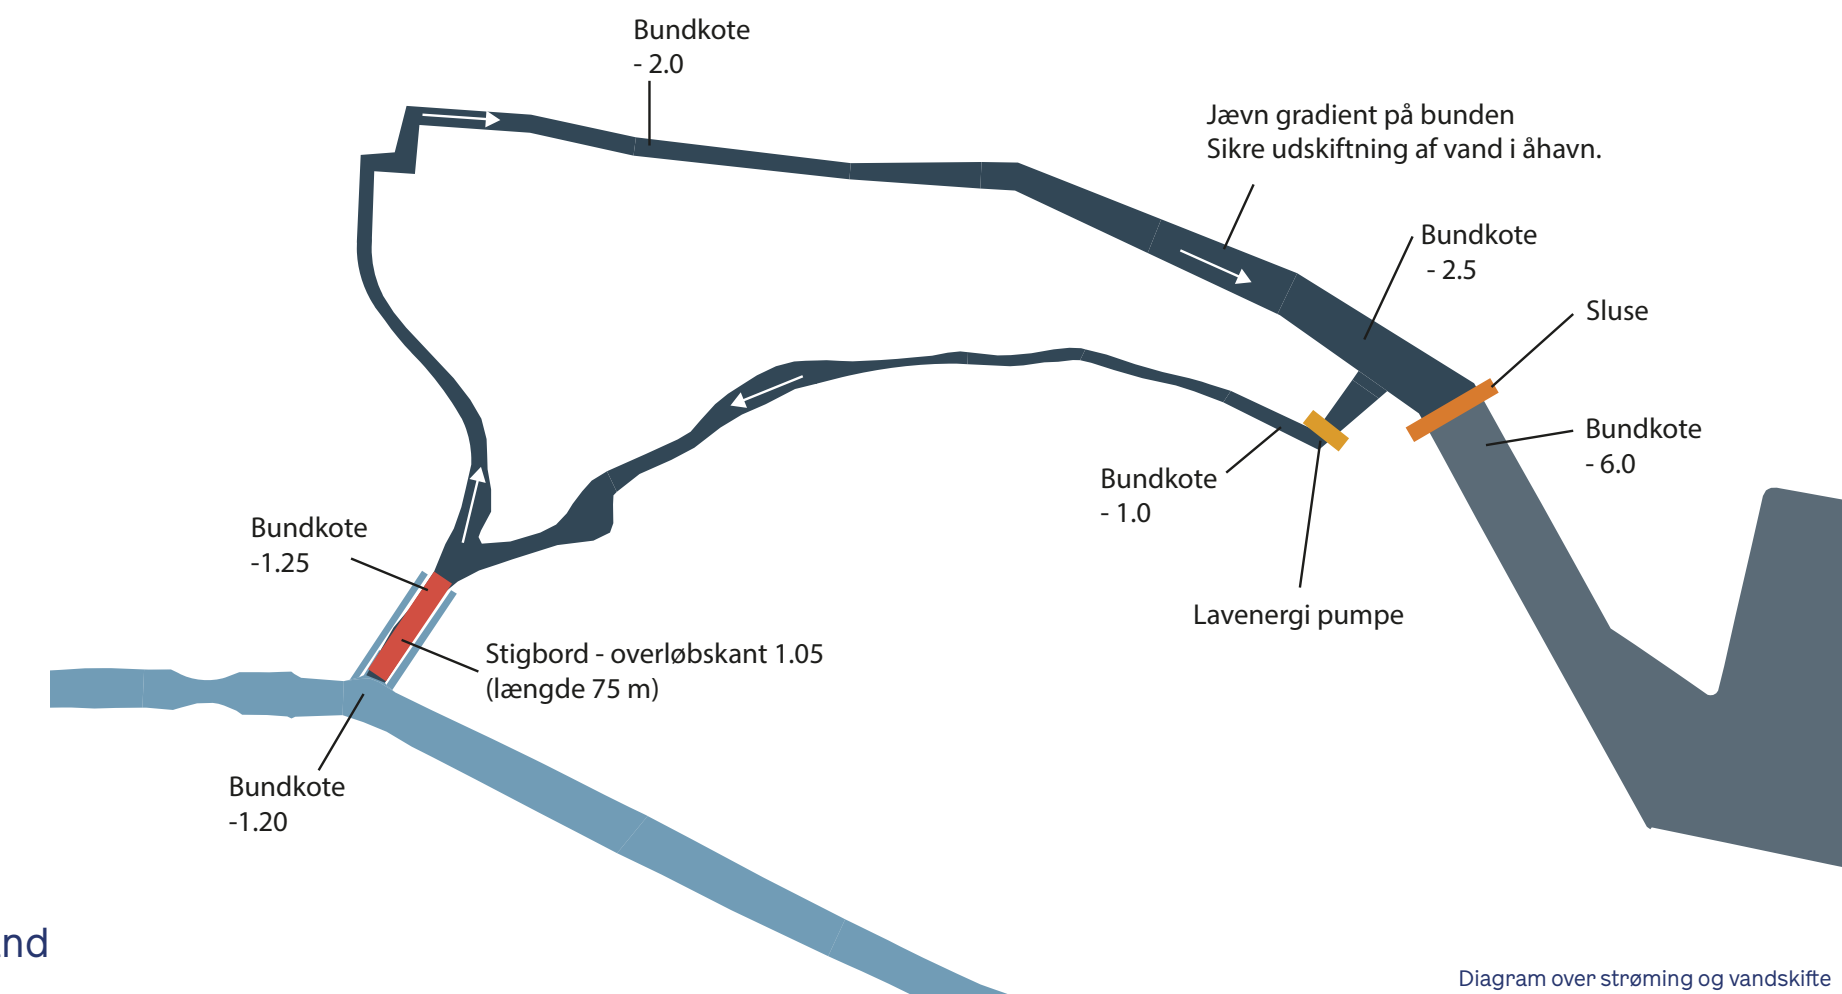 Bundkote
- 2.0
Jævn gradient på bunden
Sikre udskiftning af vand i åhavn.
Bundkote
- 2.5
Sluse
Bundkote
- 6.0
Bundkote
- 1.0
Bundkote
-1.25
Lavenergi pumpe
Stigbord - overløbskant 1.05
(længde 75 m)
Bundkote
-1.20
nd
Diagram over strøming og vandskifte